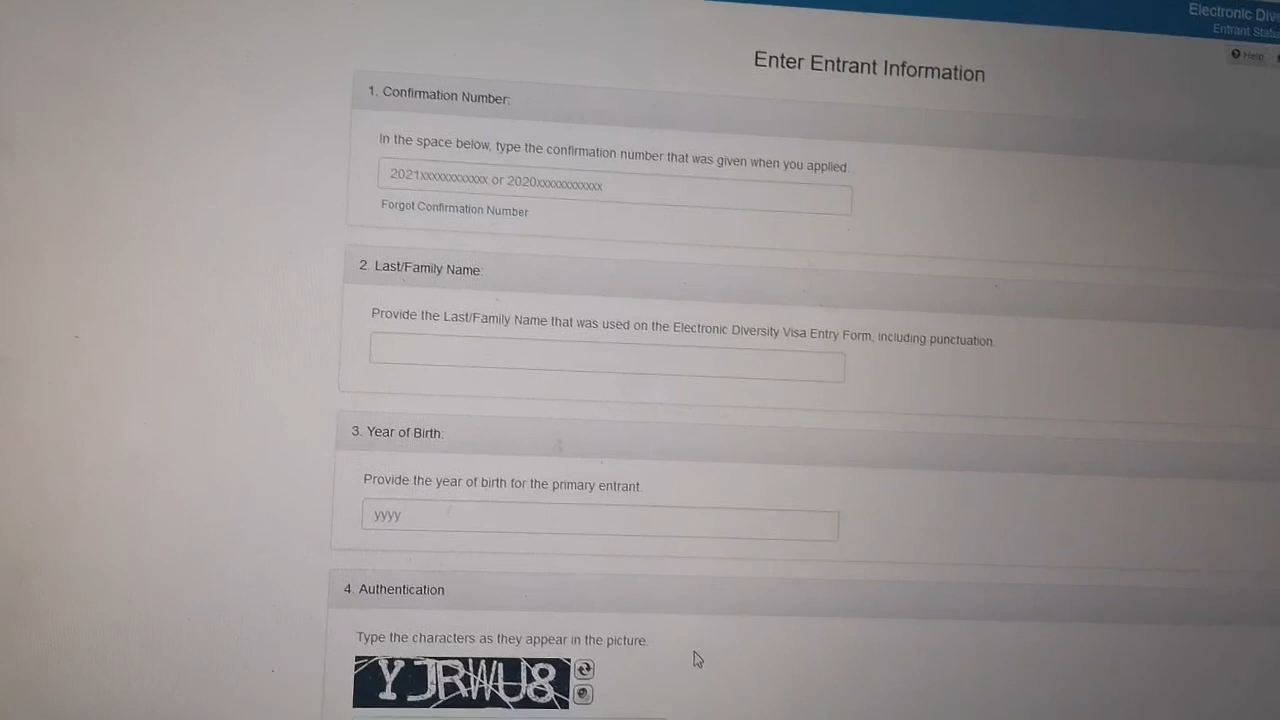 Electronic Div
Entrant Statu
Help
Enter Entrant Information
1. Confirmation Number:
In the space below, type the confirmation number that was given when you applied.
2021xxxxxxxxxxxx or 2020xxxxxxxxxxxx
Forgot Confirmation Number
2. Last/Family Name:
Provide the Last/Family Name that was used on the Electronic Diversity Visa Entry Form, including punctuation.
3. Year of Birth:
Provide the year of birth for the primary entrant.
yyyy
4. Authentication
Type the characters as they appear in the picture.
YJRWU8